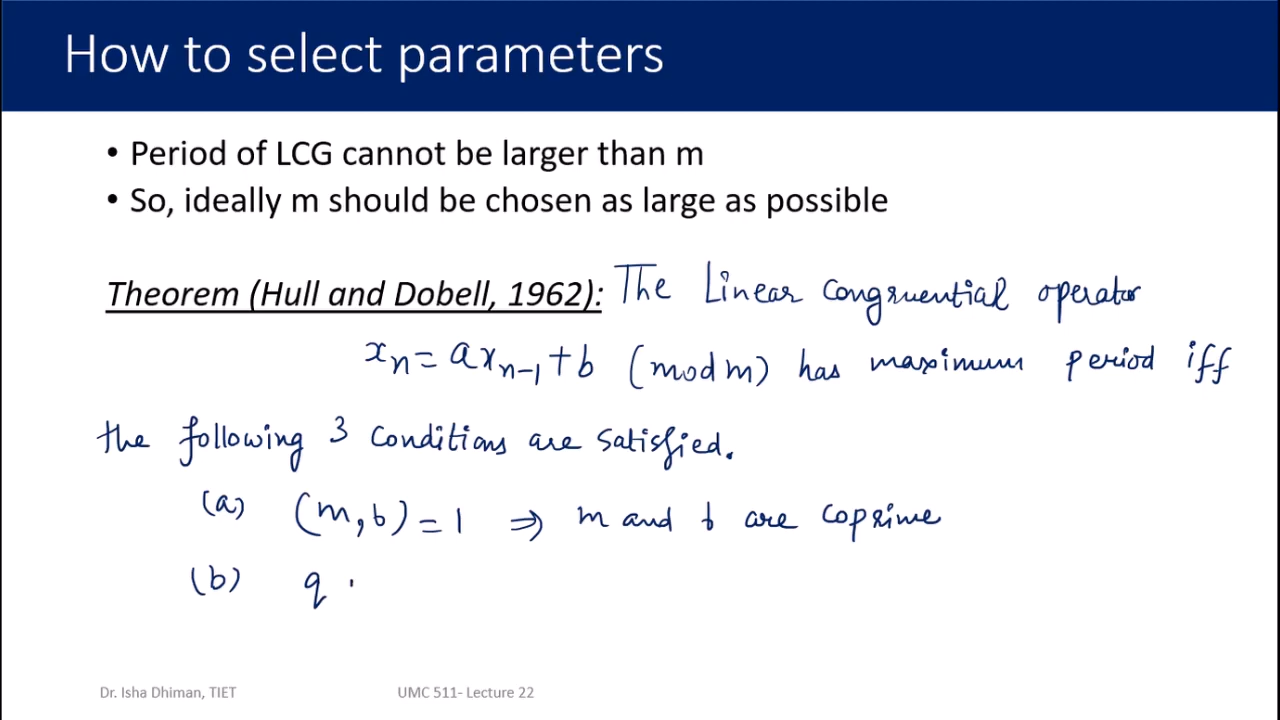 How to select parameters
• Period of LCG cannot be larger than m
• So, ideally m should be chosen as large as possible
Theorem (Hull and Dobell, 1962): The Linear Congruential operator
xₙ = axₙ₋₁ + b (mod m) has maximum period iff
the following 3 conditions are satisfied.
(a) (m, b) = 1 ⇒ m and b are coprime
(b) q
Dr. Isha Dhiman, TIET UMC 511- Lecture 22